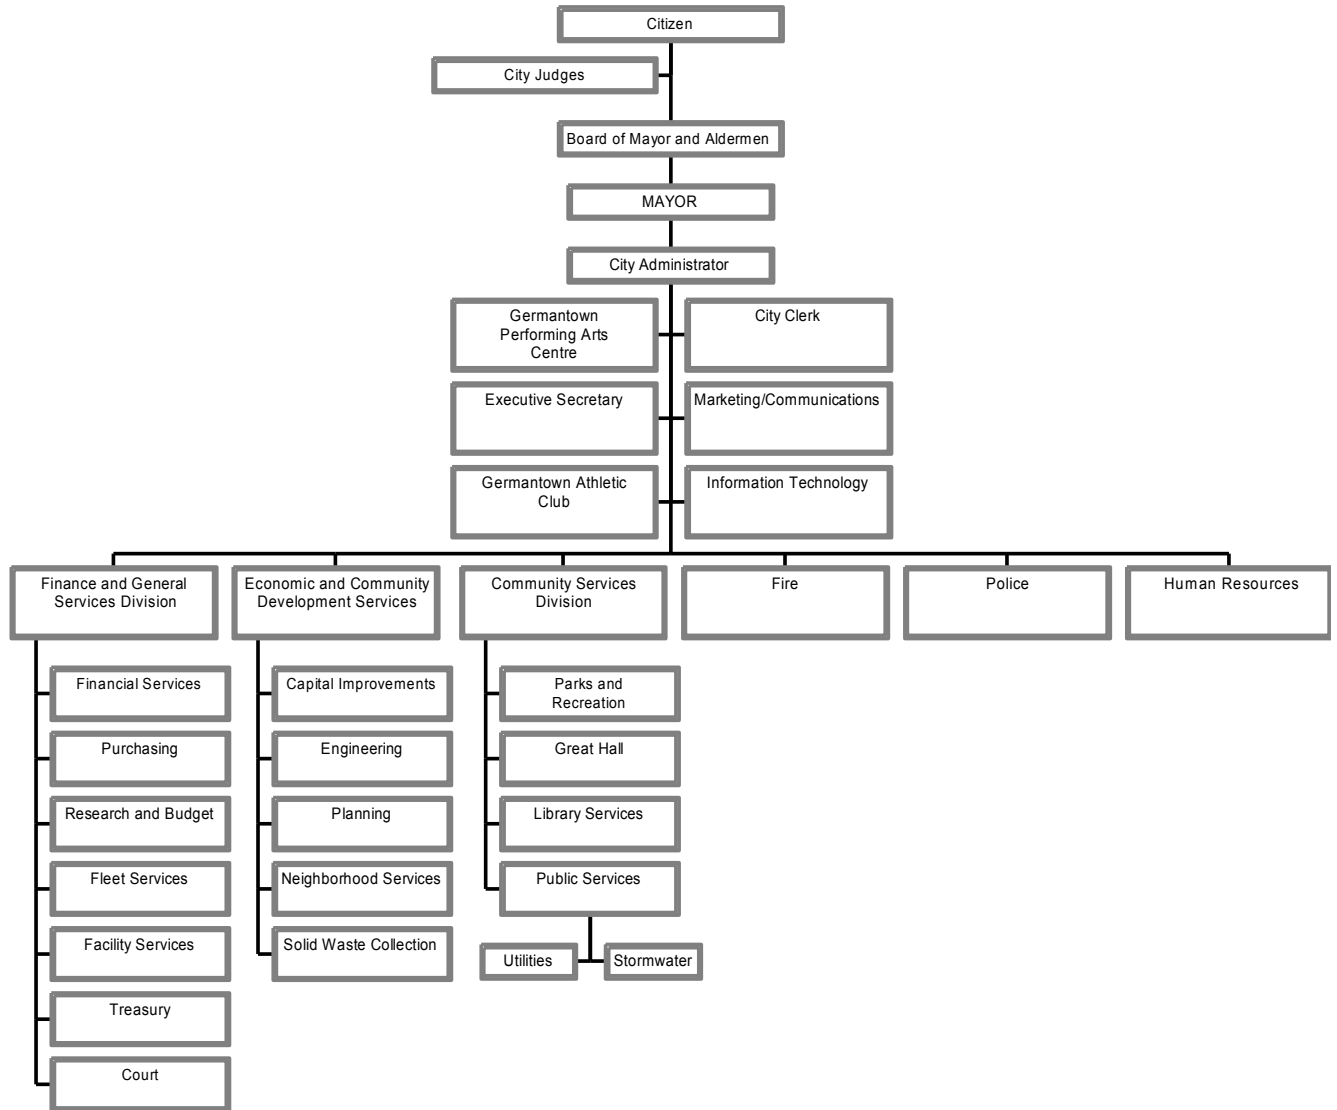 Citizen
City Judges
Board of Mayor and Aldermen
MAYOR
City Administrator
Germantown
Performing Arts
Centre
City Clerk
Executive Secretary
Marketing/Communications
Germantown Athletic
Club
Information Technology
Finance and General
Services Division
Economic and Community
Development Services
Community Services
Division
Fire
Police
Human Resources
Financial Services
Purchasing
Research and Budget
Fleet Services
Facility Services
Treasury
Court
Capital Improvements
Engineering
Planning
Neighborhood Services
Solid Waste Collection
Parks and
Recreation
Great Hall
Library Services
Public Services
Utilities
Stormwater